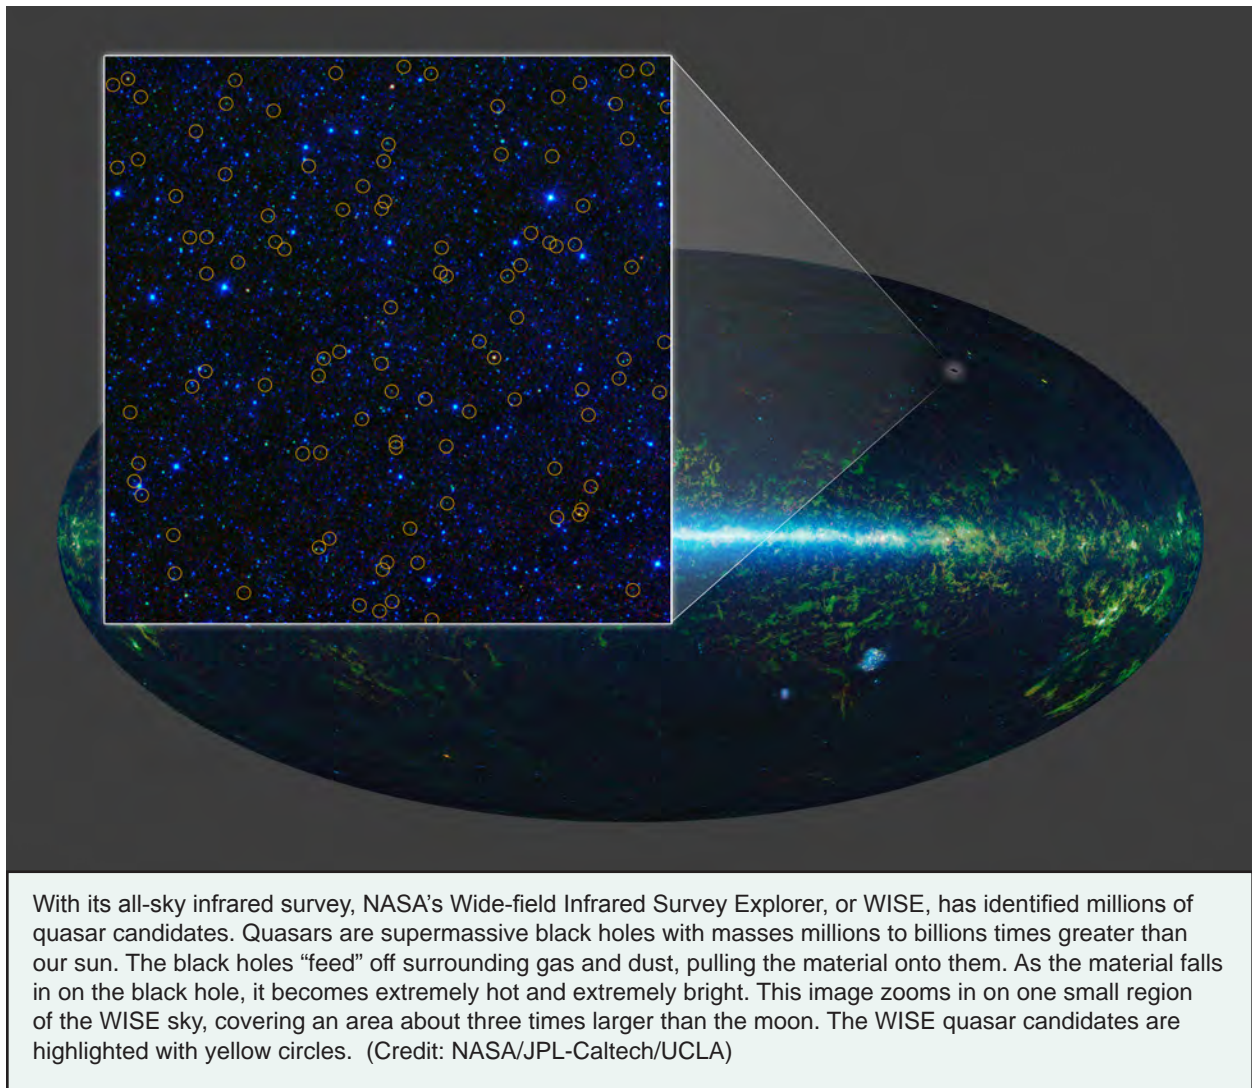 With its all-sky infrared survey, NASA’s Wide-field Infrared Survey Explorer, or WISE, has identified millions of
quasar candidates. Quasars are supermassive black holes with masses millions to billions times greater than
our sun. The black holes “feed” off surrounding gas and dust, pulling the material onto them. As the material falls
in on the black hole, it becomes extremely hot and extremely bright. This image zooms in on one small region
of the WISE sky, covering an area about three times larger than the moon. The WISE quasar candidates are
highlighted with yellow circles.  (Credit: NASA/JPL-Caltech/UCLA)